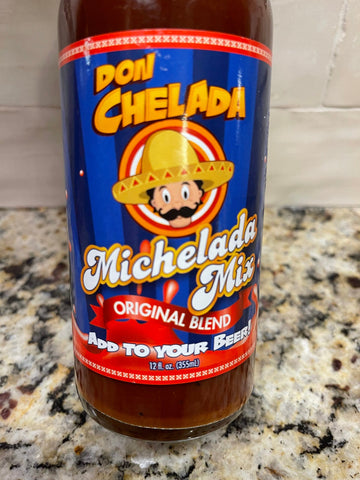 DON
CHELADA
Michelada
Mix
ORIGINAL BLEND
ADD TO YOUR BEER!
12 fl. oz. (355mL)